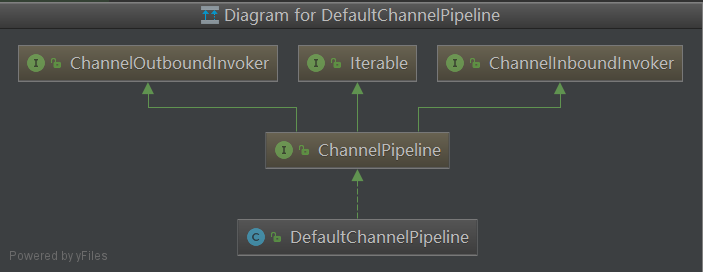 Diagram for DefaultChannelPipeline
I ChannelOutboundInvoker
I Iterable
I ChannelInboundInvoker
I ChannelPipeline
C DefaultChannelPipeline
Powered by yFiles